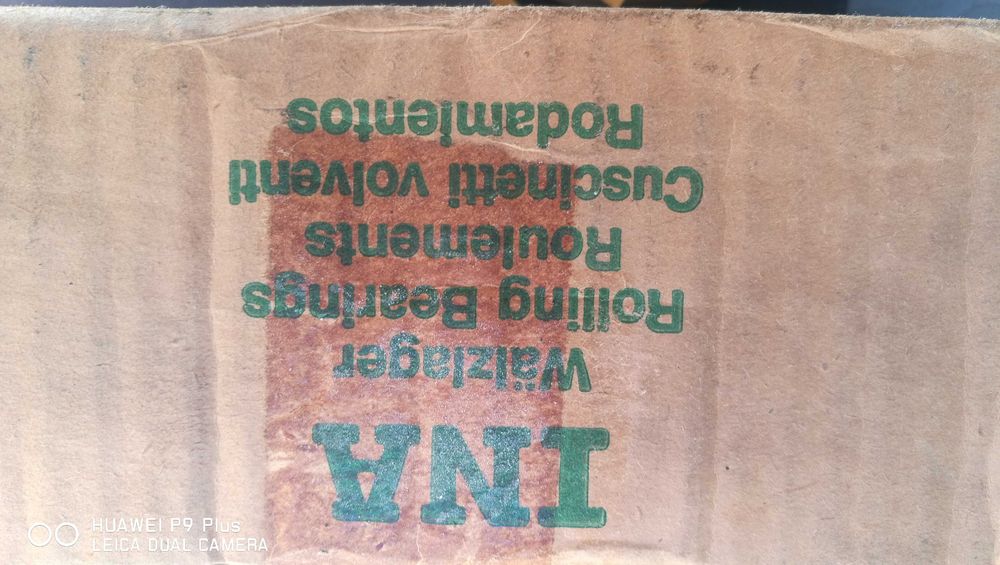 INA
Wälzlager
Rolling Bearings
Roulements
Cuscinetti volventi
Rodamientos
HUAWEI P9 Plus
LEICA DUAL CAMERA